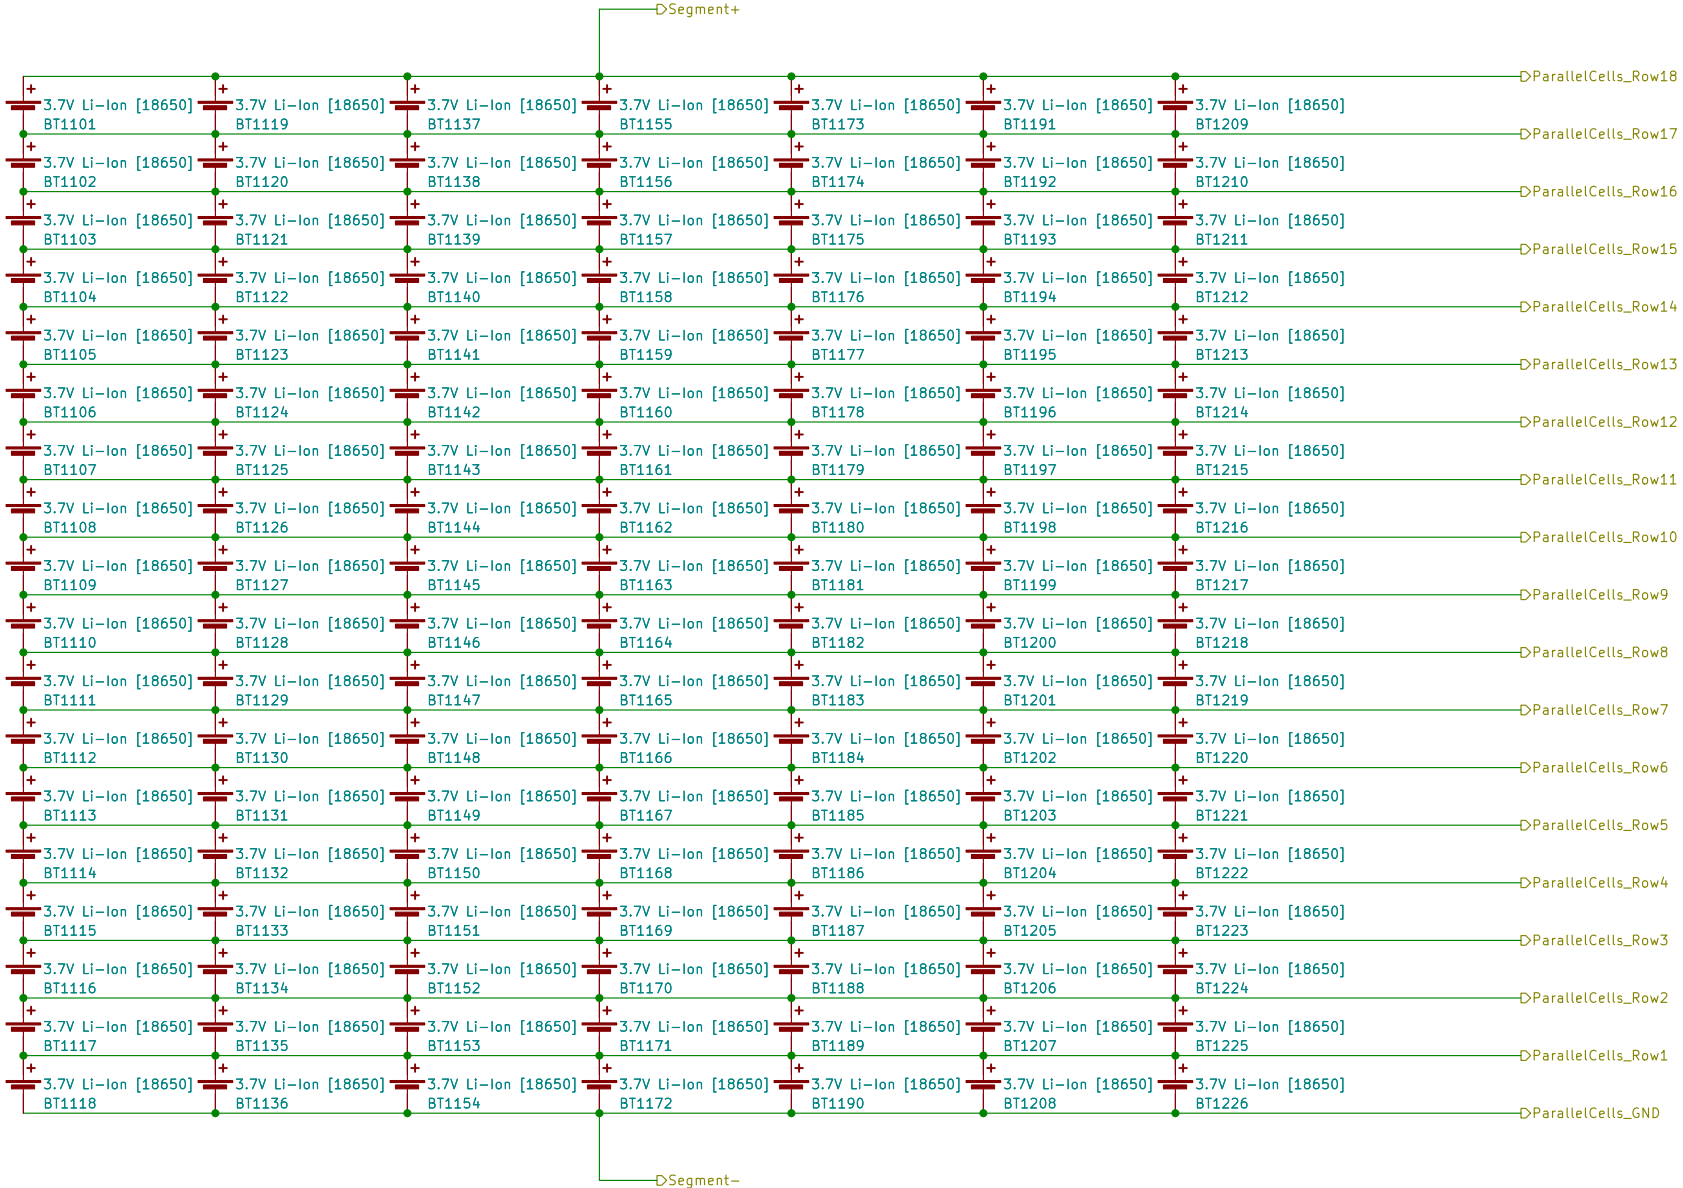 Segment+
ParallelCells_Row18
+ + + + + + +
3.7V Li-Ion [18650] 3.7V Li-Ion [18650] 3.7V Li-Ion [18650] 3.7V Li-Ion [18650] 3.7V Li-Ion [18650] 3.7V Li-Ion [18650] 3.7V Li-Ion [18650]
BT1101 BT1119 BT1137 BT1155 BT1173 BT1191 BT1209
ParallelCells_Row17
+ + + + + + +
3.7V Li-Ion [18650] 3.7V Li-Ion [18650] 3.7V Li-Ion [18650] 3.7V Li-Ion [18650] 3.7V Li-Ion [18650] 3.7V Li-Ion [18650] 3.7V Li-Ion [18650]
BT1102 BT1120 BT1138 BT1156 BT1174 BT1192 BT1210
ParallelCells_Row16
+ + + + + + +
3.7V Li-Ion [18650] 3.7V Li-Ion [18650] 3.7V Li-Ion [18650] 3.7V Li-Ion [18650] 3.7V Li-Ion [18650] 3.7V Li-Ion [18650] 3.7V Li-Ion [18650]
BT1103 BT1121 BT1139 BT1157 BT1175 BT1193 BT1211
ParallelCells_Row15
+ + + + + + +
3.7V Li-Ion [18650] 3.7V Li-Ion [18650] 3.7V Li-Ion [18650] 3.7V Li-Ion [18650] 3.7V Li-Ion [18650] 3.7V Li-Ion [18650] 3.7V Li-Ion [18650]
BT1104 BT1122 BT1140 BT1158 BT1176 BT1194 BT1212
ParallelCells_Row14
+ + + + + + +
3.7V Li-Ion [18650] 3.7V Li-Ion [18650] 3.7V Li-Ion [18650] 3.7V Li-Ion [18650] 3.7V Li-Ion [18650] 3.7V Li-Ion [18650] 3.7V Li-Ion [18650]
BT1105 BT1123 BT1141 BT1159 BT1177 BT1195 BT1213
ParallelCells_Row13
+ + + + + + +
3.7V Li-Ion [18650] 3.7V Li-Ion [18650] 3.7V Li-Ion [18650] 3.7V Li-Ion [18650] 3.7V Li-Ion [18650] 3.7V Li-Ion [18650] 3.7V Li-Ion [18650]
BT1106 BT1124 BT1142 BT1160 BT1178 BT1196 BT1214
ParallelCells_Row12
+ + + + + + +
3.7V Li-Ion [18650] 3.7V Li-Ion [18650] 3.7V Li-Ion [18650] 3.7V Li-Ion [18650] 3.7V Li-Ion [18650] 3.7V Li-Ion [18650] 3.7V Li-Ion [18650]
BT1107 BT1125 BT1143 BT1161 BT1179 BT1197 BT1215
ParallelCells_Row11
+ + + + + + +
3.7V Li-Ion [18650] 3.7V Li-Ion [18650] 3.7V Li-Ion [18650] 3.7V Li-Ion [18650] 3.7V Li-Ion [18650] 3.7V Li-Ion [18650] 3.7V Li-Ion [18650]
BT1108 BT1126 BT1144 BT1162 BT1180 BT1198 BT1216
ParallelCells_Row10
+ + + + + + +
3.7V Li-Ion [18650] 3.7V Li-Ion [18650] 3.7V Li-Ion [18650] 3.7V Li-Ion [18650] 3.7V Li-Ion [18650] 3.7V Li-Ion [18650] 3.7V Li-Ion [18650]
BT1109 BT1127 BT1145 BT1163 BT1181 BT1199 BT1217
ParallelCells_Row9
+ + + + + + +
3.7V Li-Ion [18650] 3.7V Li-Ion [18650] 3.7V Li-Ion [18650] 3.7V Li-Ion [18650] 3.7V Li-Ion [18650] 3.7V Li-Ion [18650] 3.7V Li-Ion [18650]
BT1110 BT1128 BT1146 BT1164 BT1182 BT1200 BT1218
ParallelCells_Row8
+ + + + + + +
3.7V Li-Ion [18650] 3.7V Li-Ion [18650] 3.7V Li-Ion [18650] 3.7V Li-Ion [18650] 3.7V Li-Ion [18650] 3.7V Li-Ion [18650] 3.7V Li-Ion [18650]
BT1111 BT1129 BT1147 BT1165 BT1183 BT1201 BT1219
ParallelCells_Row7
+ + + + + + +
3.7V Li-Ion [18650] 3.7V Li-Ion [18650] 3.7V Li-Ion [18650] 3.7V Li-Ion [18650] 3.7V Li-Ion [18650] 3.7V Li-Ion [18650] 3.7V Li-Ion [18650]
BT1112 BT1130 BT1148 BT1166 BT1184 BT1202 BT1220
ParallelCells_Row6
+ + + + + + +
3.7V Li-Ion [18650] 3.7V Li-Ion [18650] 3.7V Li-Ion [18650] 3.7V Li-Ion [18650] 3.7V Li-Ion [18650] 3.7V Li-Ion [18650] 3.7V Li-Ion [18650]
BT1113 BT1131 BT1149 BT1167 BT1185 BT1203 BT1221
ParallelCells_Row5
+ + + + + + +
3.7V Li-Ion [18650] 3.7V Li-Ion [18650] 3.7V Li-Ion [18650] 3.7V Li-Ion [18650] 3.7V Li-Ion [18650] 3.7V Li-Ion [18650] 3.7V Li-Ion [18650]
BT1114 BT1132 BT1150 BT1168 BT1186 BT1204 BT1222
ParallelCells_Row4
+ + + + + + +
3.7V Li-Ion [18650] 3.7V Li-Ion [18650] 3.7V Li-Ion [18650] 3.7V Li-Ion [18650] 3.7V Li-Ion [18650] 3.7V Li-Ion [18650] 3.7V Li-Ion [18650]
BT1115 BT1133 BT1151 BT1169 BT1187 BT1205 BT1223
ParallelCells_Row3
+ + + + + + +
3.7V Li-Ion [18650] 3.7V Li-Ion [18650] 3.7V Li-Ion [18650] 3.7V Li-Ion [18650] 3.7V Li-Ion [18650] 3.7V Li-Ion [18650] 3.7V Li-Ion [18650]
BT1116 BT1134 BT1152 BT1170 BT1188 BT1206 BT1224
ParallelCells_Row2
+ + + + + + +
3.7V Li-Ion [18650] 3.7V Li-Ion [18650] 3.7V Li-Ion [18650] 3.7V Li-Ion [18650] 3.7V Li-Ion [18650] 3.7V Li-Ion [18650] 3.7V Li-Ion [18650]
BT1117 BT1135 BT1153 BT1171 BT1189 BT1207 BT1225
ParallelCells_Row1
+ + + + + + +
3.7V Li-Ion [18650] 3.7V Li-Ion [18650] 3.7V Li-Ion [18650] 3.7V Li-Ion [18650] 3.7V Li-Ion [18650] 3.7V Li-Ion [18650] 3.7V Li-Ion [18650]
BT1118 BT1136 BT1154 BT1172 BT1190 BT1208 BT1226
ParallelCells_GND
Segment-